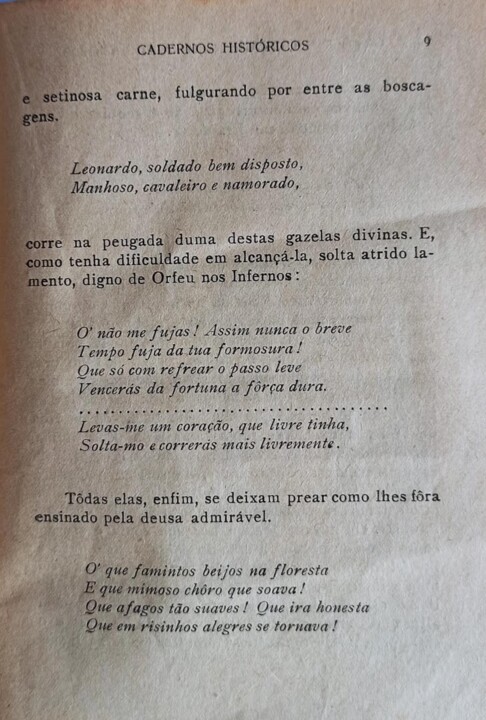 CADERNOS HISTÓRICOS 9
e setinosa carne, fulgurando por entre as bosca-
gens.
Leonardo, soldado bem disposto,
Manhoso, cavaleiro e namorado,
corre na peugada duma destas gazelas divinas. E,
como tenha dificuldade em alcançá-la, solta atrido la-
mento, digno de Orfeu nos Infernos:
O' não me fujas! Assim nunca o breve
Tempo fuja da tua formosura!
Que só com refrear o passo leve
Vencerás da fortuna a fôrça dura.
.......................................
Levas-me um coração, que livre tinha,
Solta-mo e correrás mais livremente.
Tôdas elas, enfim, se deixam prear como lhes fôra
ensinado pela deusa admirável.
O' que famintos beijos na floresta
E que mimoso chôro que soava!
Que afagos tão suaves! Que ira honesta
Que em risinhos alegres se tornava!